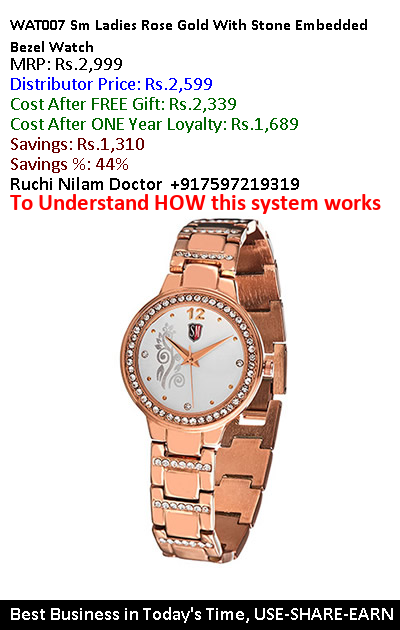 WAT007 Sm Ladies Rose Gold With Stone Embedded
Bezel Watch
MRP: Rs.2,999
Distributor Price: Rs.2,599
Cost After FREE Gift: Rs.2,339
Cost After ONE Year Loyalty: Rs.1,689
Savings: Rs.1,310
Savings %: 44%
Ruchi Nilam Doctor +917597219319
To Understand HOW this system works
12
SM
Best Business in Today's Time, USE-SHARE-EARN